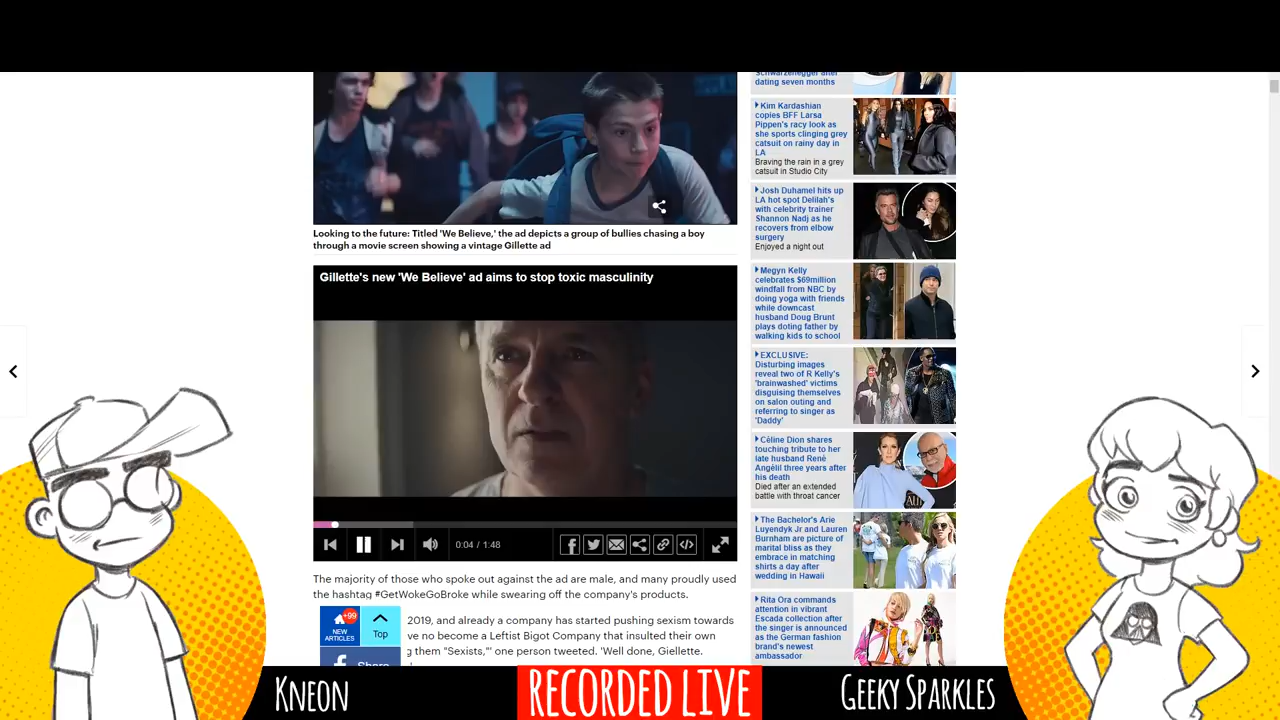 Looking to the future: Titled 'We Believe,' the ad depicts a group of bullies chasing a boy
through a movie screen showing a vintage Gillette ad
Gillette's new 'We Believe' ad aims to stop toxic masculinity
0:04 / 1:48
The majority of those who spoke out against the ad are male, and many proudly used
the hashtag #GetWokeGoBroke while swearing off the company's products.
2019, and already a company has started pushing sexism towards
ve no become a Leftist Bigot Company that insulted their own
g them "Sexists,"' one person tweeted. 'Well done, Giellette.
+99
NEW
ARTICLES
Top
Share
Schwarzenegger after
dating seven months
Kim Kardashian
copies BFF Larsa
Pippen's racy look as
she sports clinging grey
catsuit on rainy day in
LA
Braving the rain in a grey
catsuit in Studio City
Josh Duhamel hits up
LA hot spot Delilah's
with celebrity trainer
Shannon Nadj as he
recovers from elbow
surgery
Enjoyed a night out
Megyn Kelly
celebrates $69million
windfall from NBC by
doing yoga with friends
while downcast
husband Doug Brunt
plays doting father by
walking kids to school
EXCLUSIVE:
Disturbing images
reveal two of R Kelly's
'brainwashed' victims
disguising themselves
on salon outing and
referring to singer as
'Daddy'
Céline Dion shares
touching tribute to her
late husband René
Angélil three years after
his death
Died after an extended
battle with throat cancer
The Bachelor's Arie
Luyendyk Jr and Lauren
Burnham are picture of
marital bliss as they
embrace in matching
shirts a day after
wedding in Hawaii
Rita Ora commands
attention in vibrant
Escada collection after
the singer is announced
as the German fashion
brand's newest
ambassador
KNEON
RECORDED LIVE
GEEKY SPARKLES